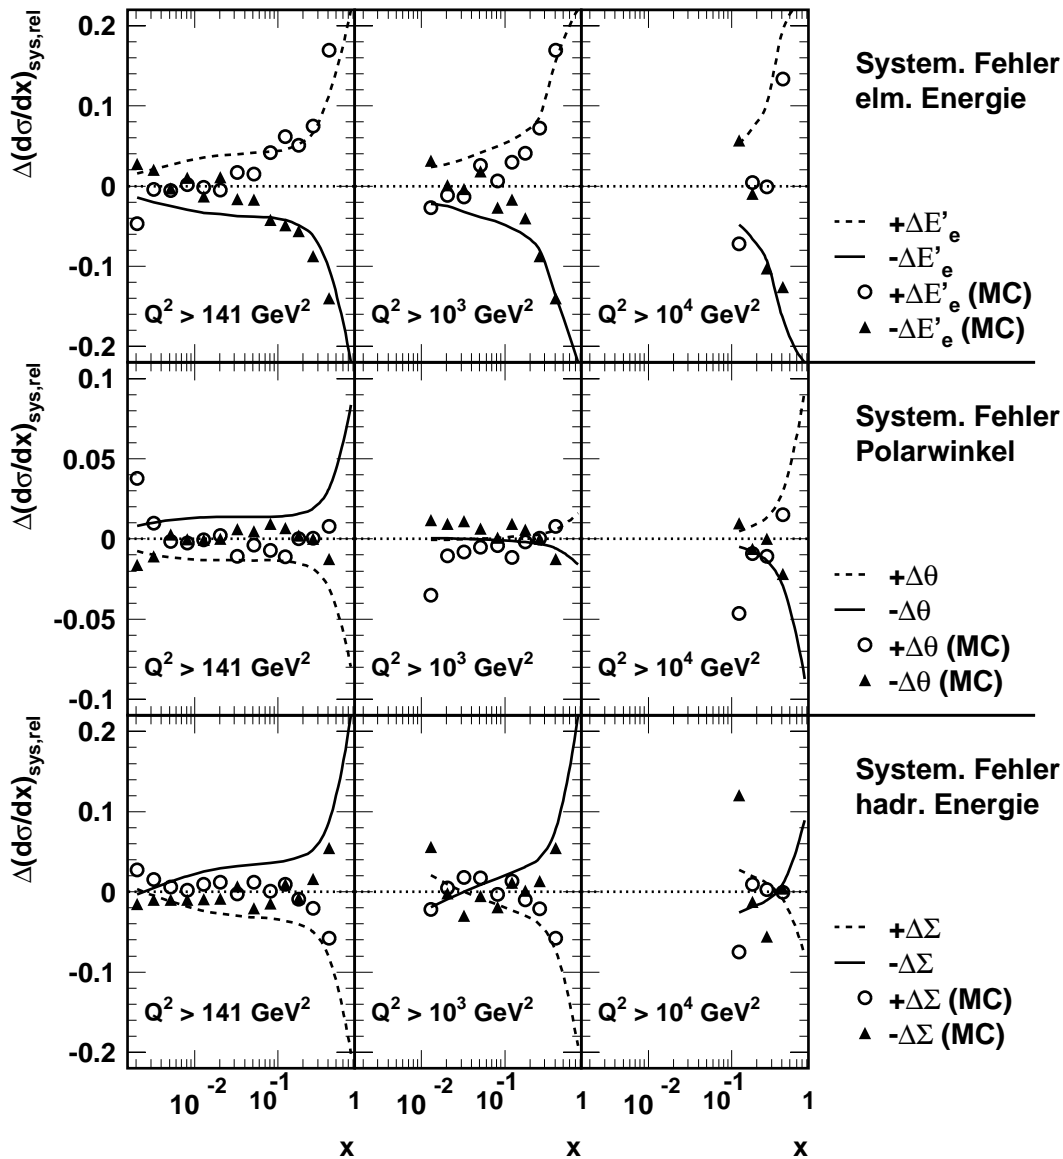 Δ(dσ/dx)sys,rel
0.2
0.1
0
-0.1
-0.2
Q² > 141 GeV²
Q² > 10³ GeV²
Q² > 10⁴ GeV²
System. Fehler
elm. Energie
+ΔE'e
-ΔE'e
+ΔE'e (MC)
-ΔE'e (MC)
Δ(dσ/dx)sys,rel
0.1
0.05
0
-0.05
-0.1
Q² > 141 GeV²
Q² > 10³ GeV²
Q² > 10⁴ GeV²
System. Fehler
Polarwinkel
+Δθ
-Δθ
+Δθ (MC)
-Δθ (MC)
Δ(dσ/dx)sys,rel
0.2
0.1
0
-0.1
-0.2
Q² > 141 GeV²
Q² > 10³ GeV²
Q² > 10⁴ GeV²
System. Fehler
hadr. Energie
+ΔΣ
-ΔΣ
+ΔΣ (MC)
-ΔΣ (MC)
10⁻² 10⁻¹ 1 10⁻² 10⁻¹ 1 10⁻² 10⁻¹ 1
x x x